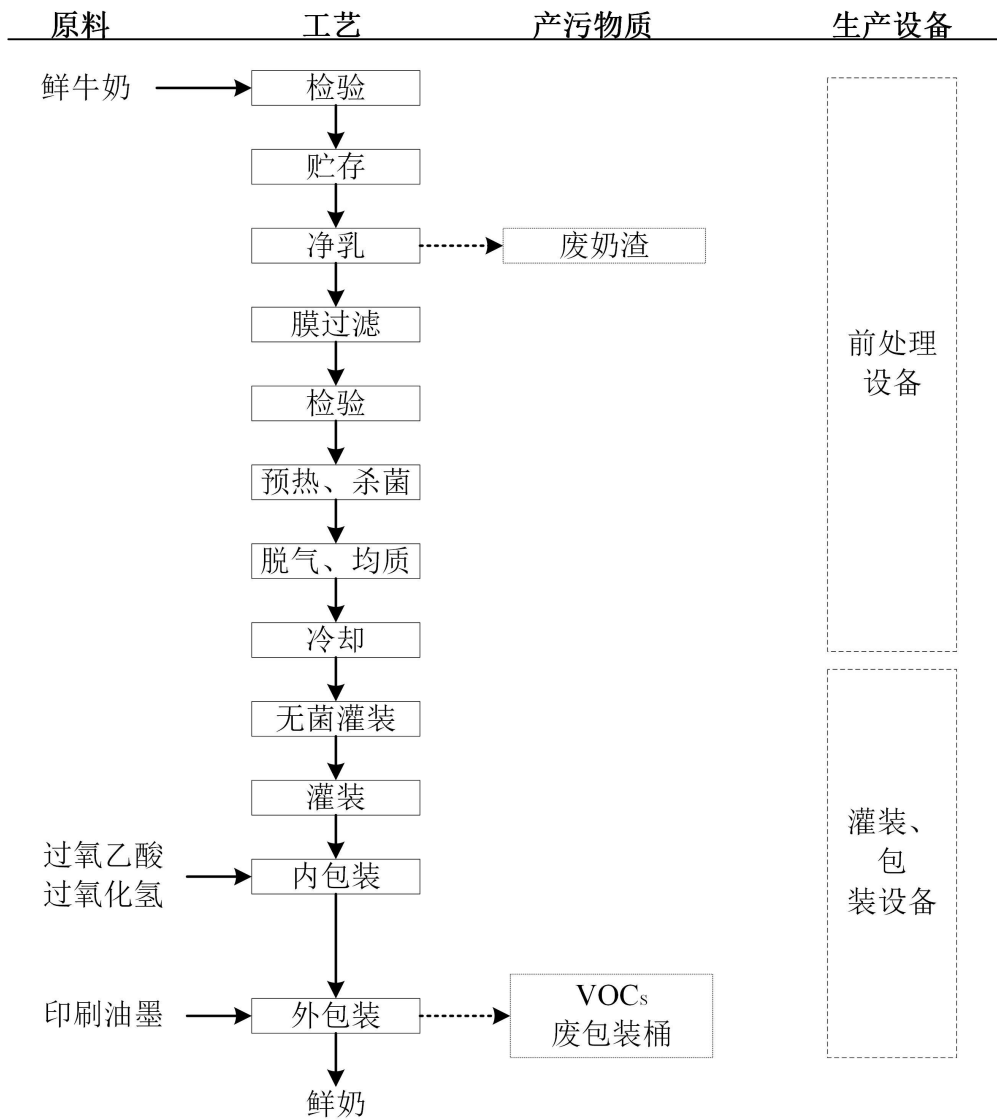 原料 工艺 产污物质 生产设备
鲜牛奶 检验
贮存
净乳 废奶渣
膜过滤
前处理
设备
检验
预热、杀菌
脱气、均质
冷却
无菌灌装
灌装
灌装、
包
装设备
过氧乙酸
过氧化氢
内包装
印刷油墨 外包装
VOCs
废包装桶
鲜奶